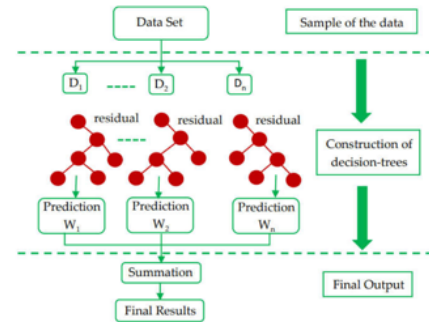 Data Set
Sample of the data
D1
D2
Dn
residual
residual
residual
Construction of
decision-trees
Prediction
W1
Prediction
W2
Prediction
Wn
Summation
Final Output
Final Results